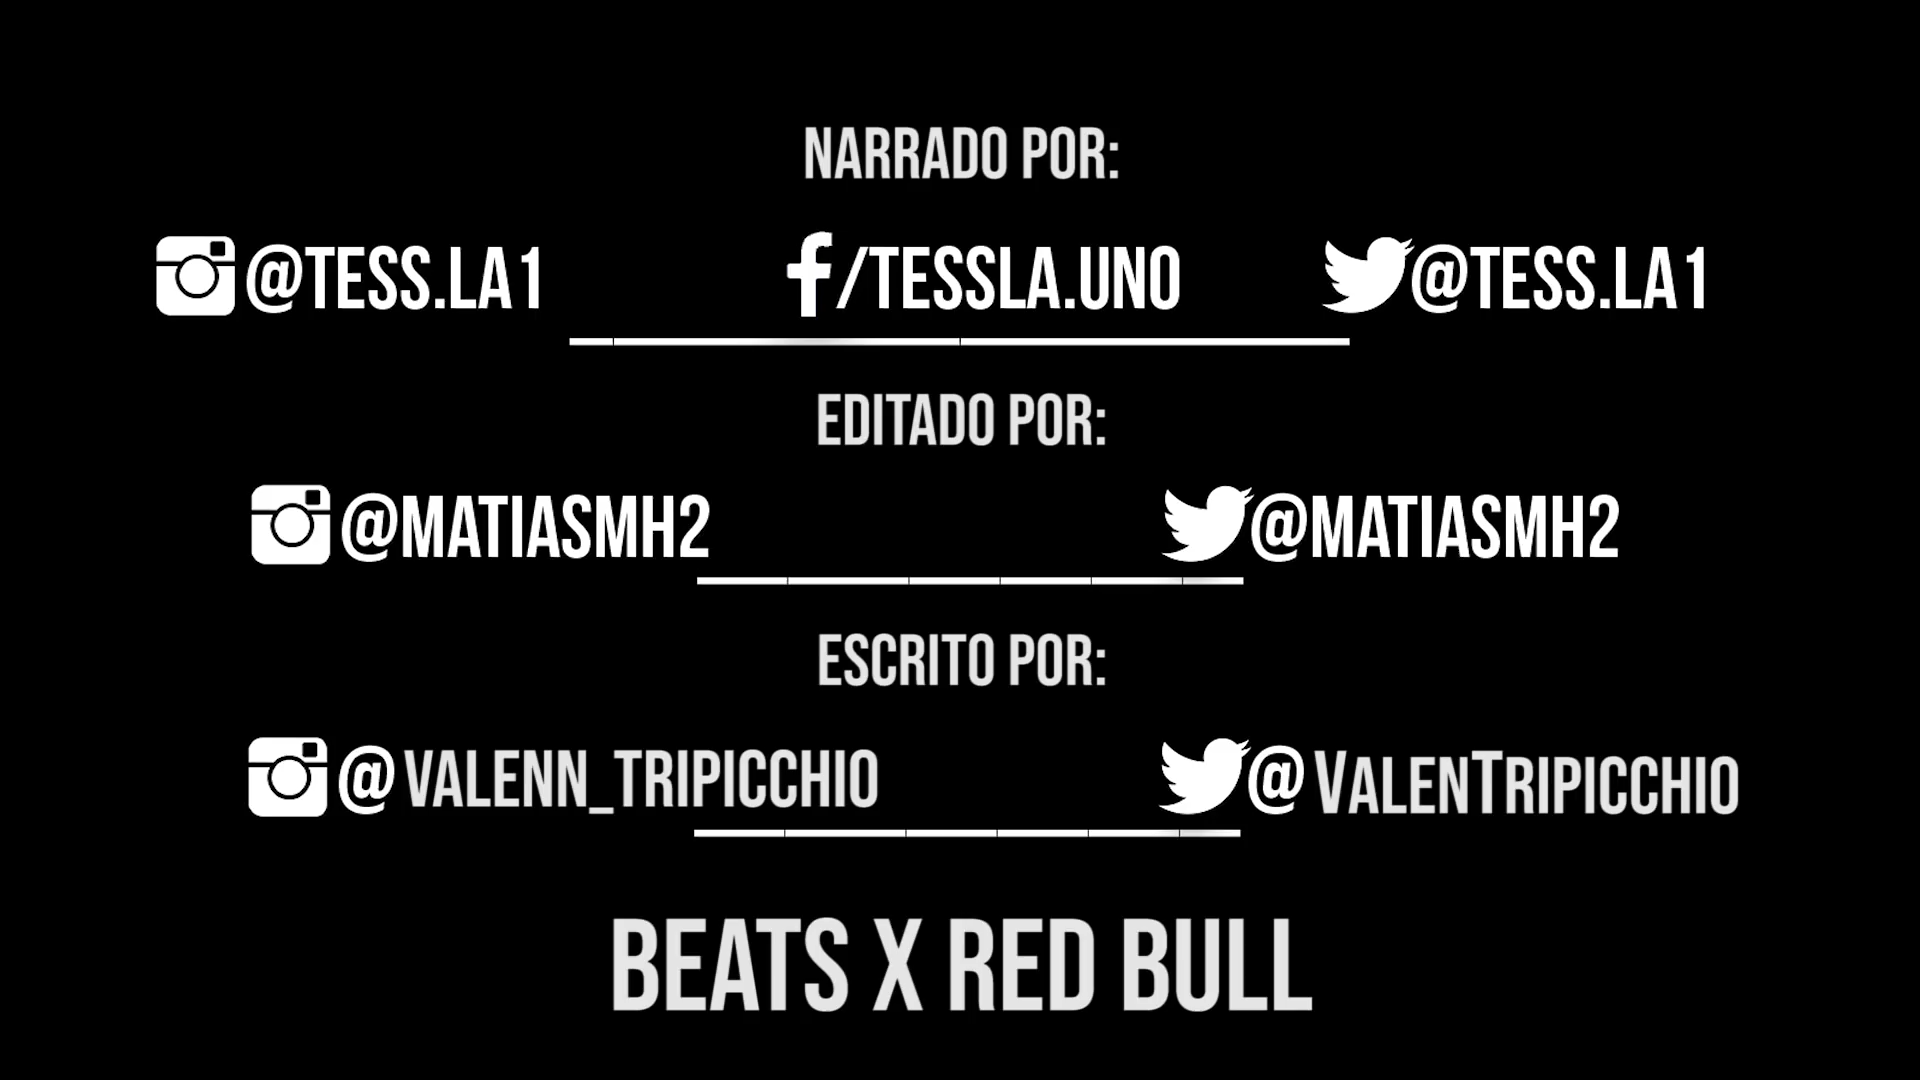 NARRADO POR:
@TESS.LA1 /TESSLA.UNO @TESS.LA1
EDITADO POR:
@MATIASMH2 @MATIASMH2
ESCRITO POR:
@VALENN_TRIPICCHIO @VALENTRIPICCHIO
BEATS X RED BULL